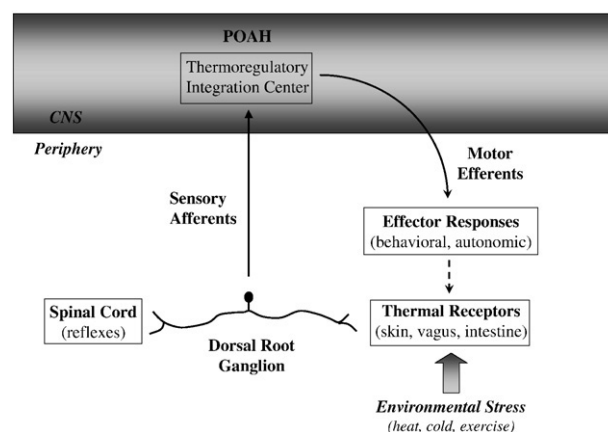 POAH
Thermoregulatory
Integration Center
CNS
Periphery
Motor
Efferents
Sensory
Afferents
Effector Responses
(behavioral, autonomic)
Spinal Cord
(reflexes)
Dorsal Root
Ganglion
Thermal Receptors
(skin, vagus, intestine)
Environmental Stress
(heat, cold, exercise)